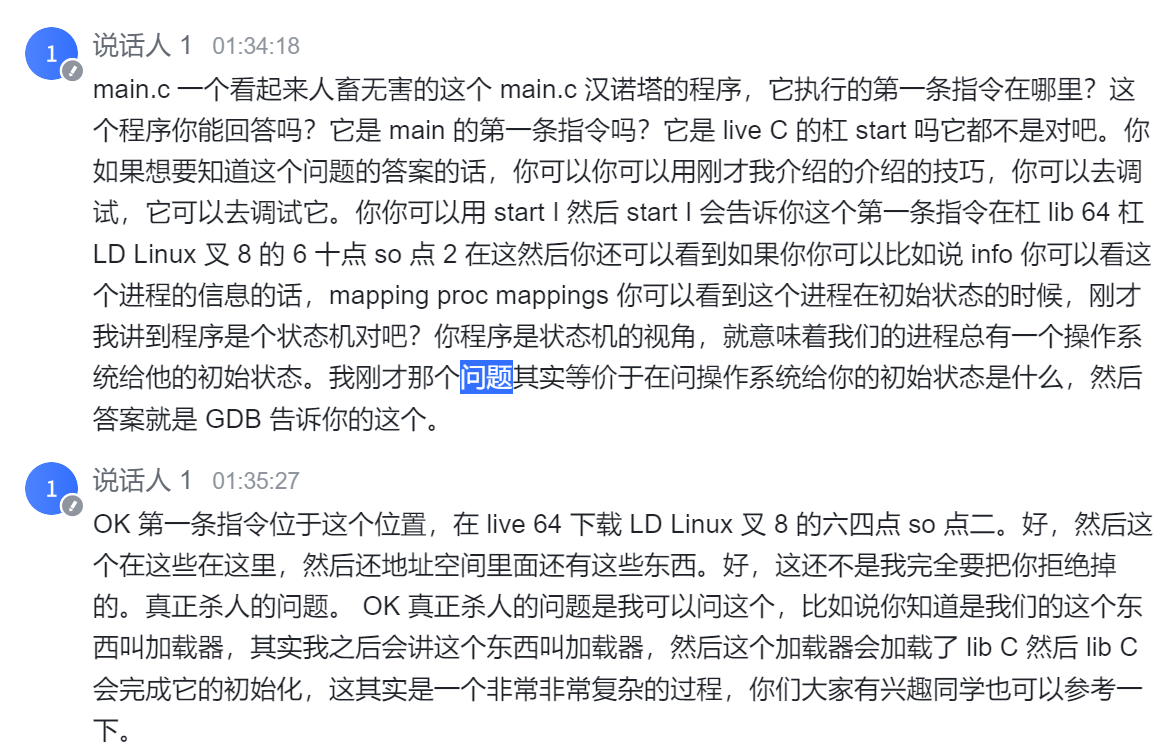 1
说话人 1 01:34:18
main.c 一个看起来人畜无害的这个 main.c 汉诺塔的程序，它执行的第一条指令在哪里？这
个程序你能回答吗？它是 main 的第一条指令吗？它是 live C 的杠 start 吗它都不是对吧。你
如果想要知道这个问题的答案的话，你可以你可以用刚才我介绍的介绍的技巧，你可以去调
试，它可以去调试它。你你可以用 start I 然后 start I 会告诉你这个第一条指令在杠 lib 64 杠
LD Linux 叉 8 的 6 十点 so 点 2 在这然后你还可以看到如果你你可以比如说 info 你可以看这
个进程的信息的话，mapping proc mappings 你可以看到这个进程在初始状态的时候，刚才
我讲到程序是个状态机对吧？你程序是状态机的视角，就意味着我们的进程总有一个操作系
统给他的初始状态。我刚才那个问题其实等价于在问操作系统给你的初始状态是什么，然后
答案就是 GDB 告诉你的这个。
1
说话人 1 01:35:27
OK 第一条指令位于这个位置，在 live 64 下载 LD Linux 叉 8 的六四点 so 点二。好，然后这
个在这些在这里，然后还地址空间里面还有这些东西。好，这还不是我完全要把你拒绝掉
的。真正杀人的问题。 OK 真正杀人的问题是我可以问这个，比如说你知道是我们的这个东
西叫加载器，其实我之后会讲这个东西叫加载器，然后这个加载器会加载了 lib C 然后 lib C
会完成它的初始化，这其实是一个非常非常复杂的过程，你们大家有兴趣同学也可以参考一
下。